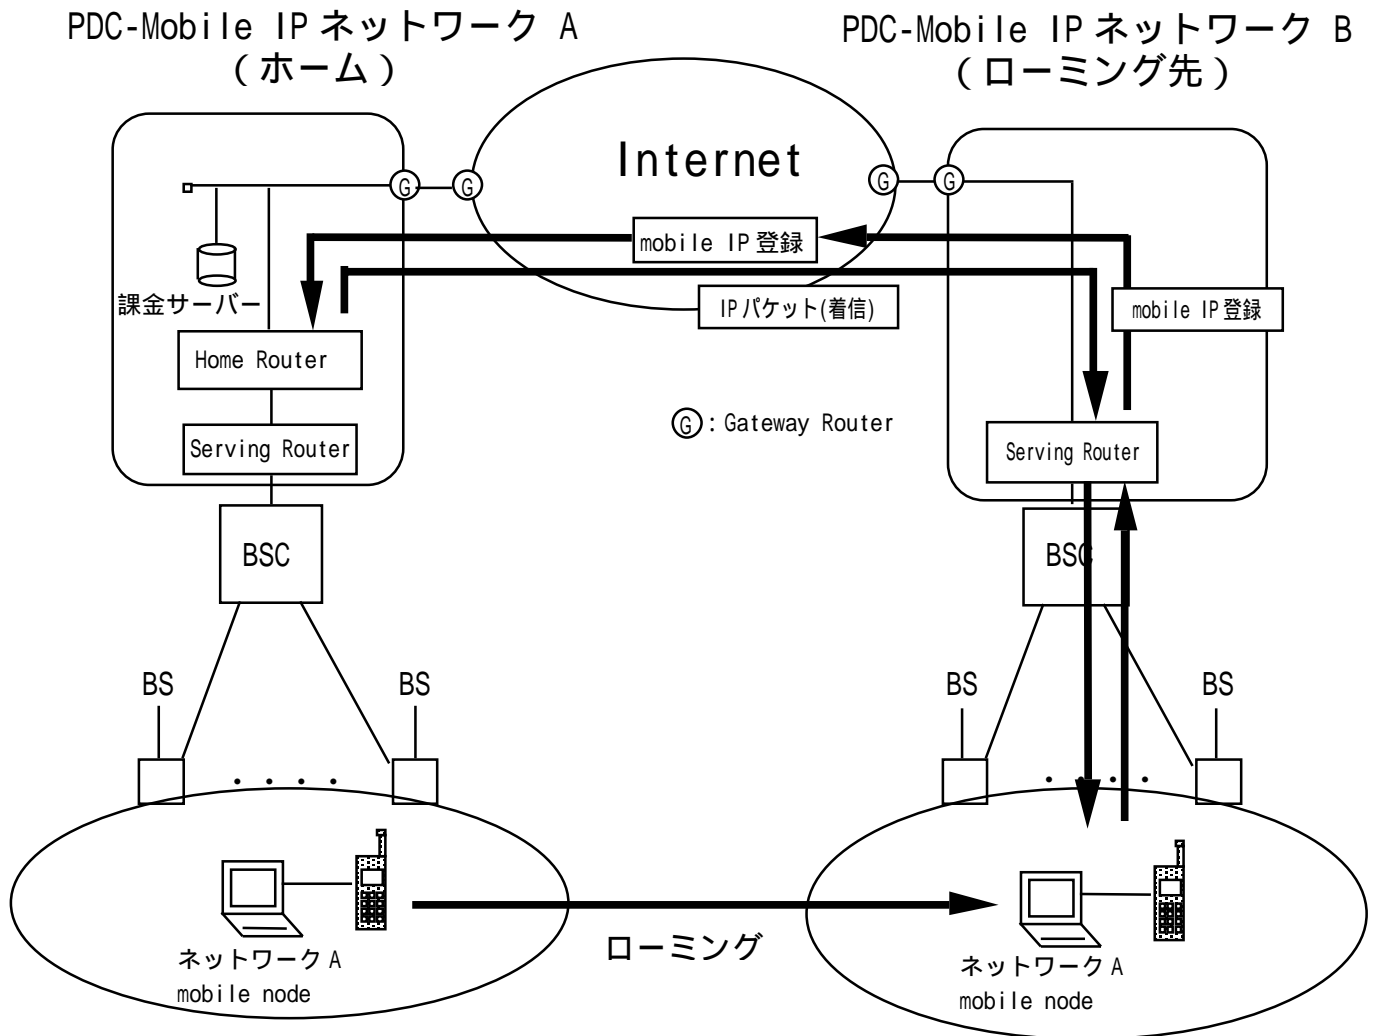 PDC-Mobile IP ネットワーク A
(ホーム)
PDC-Mobile IP ネットワーク B
(ローミング先)
Internet
G
G
G
G
mobile IP 登録
課金サーバー
IP パケット(着信)
mobile IP 登録
Home Router
G : Gateway Router
Serving Router
Serving Router
BSC
BSC
BS
BS
BS
BS
・・・・
・・・・
ローミング
ネットワーク A
mobile node
ネットワーク A
mobile node